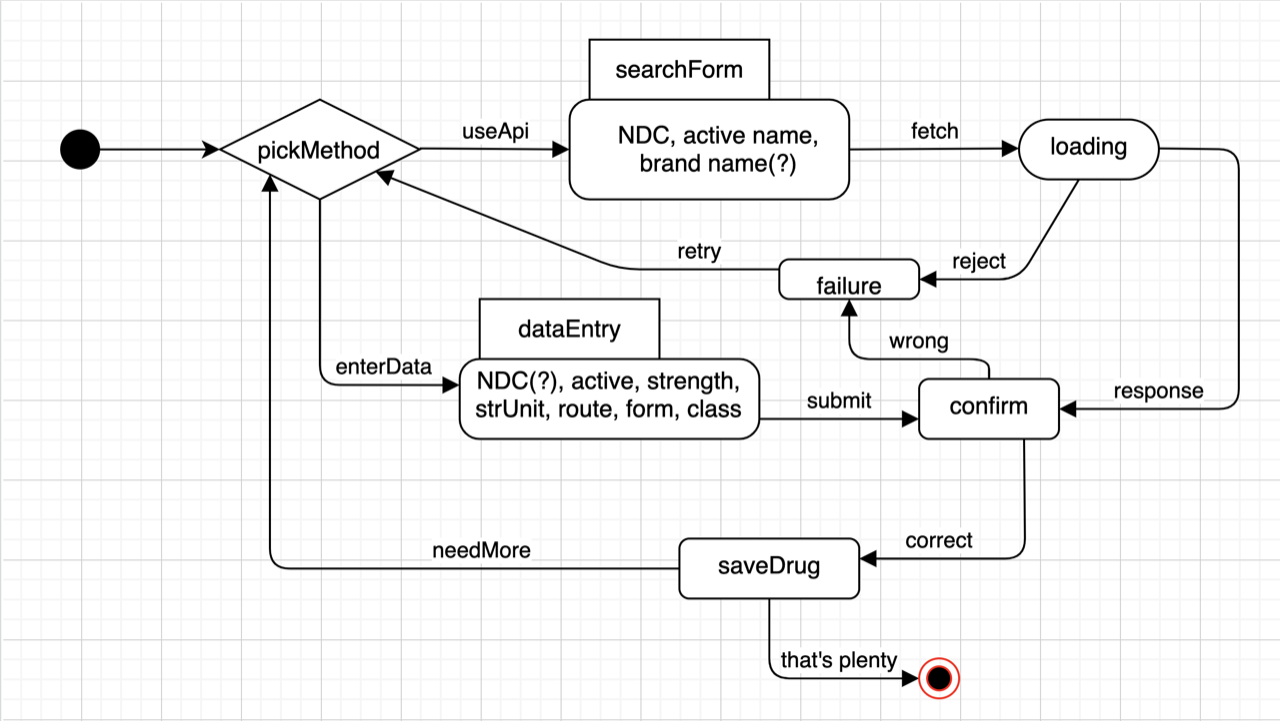 searchForm
pickMethod
useApi
NDC, active name,
brand name(?)
fetch
loading
retry
reject
failure
dataEntry
wrong
enterData
NDC(?), active, strength,
strUnit, route, form, class
submit
confirm
response
needMore
correct
saveDrug
that's plenty